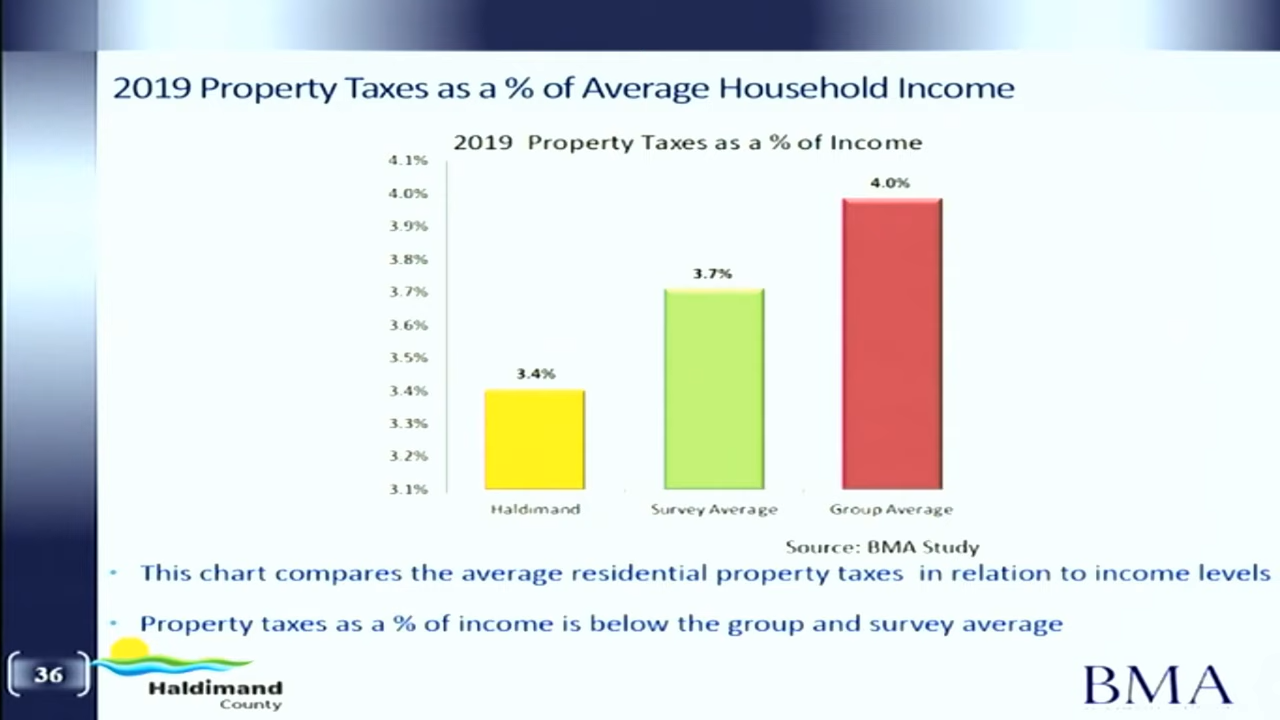 2019 Property Taxes as a % of Average Household Income
2019 Property Taxes as a % of Income
4.1%
4.0%
3.9%
3.8%
3.7%
3.6%
3.5%
3.4%
3.3%
3.2%
3.1%
3.4%
3.7%
4.0%
Haldimand
Survey Average
Group Average
Source: BMA Study
• This chart compares the average residential property taxes in relation to income levels
• Property taxes as a % of income is below the group and survey average
36
Haldimand
County
BMA